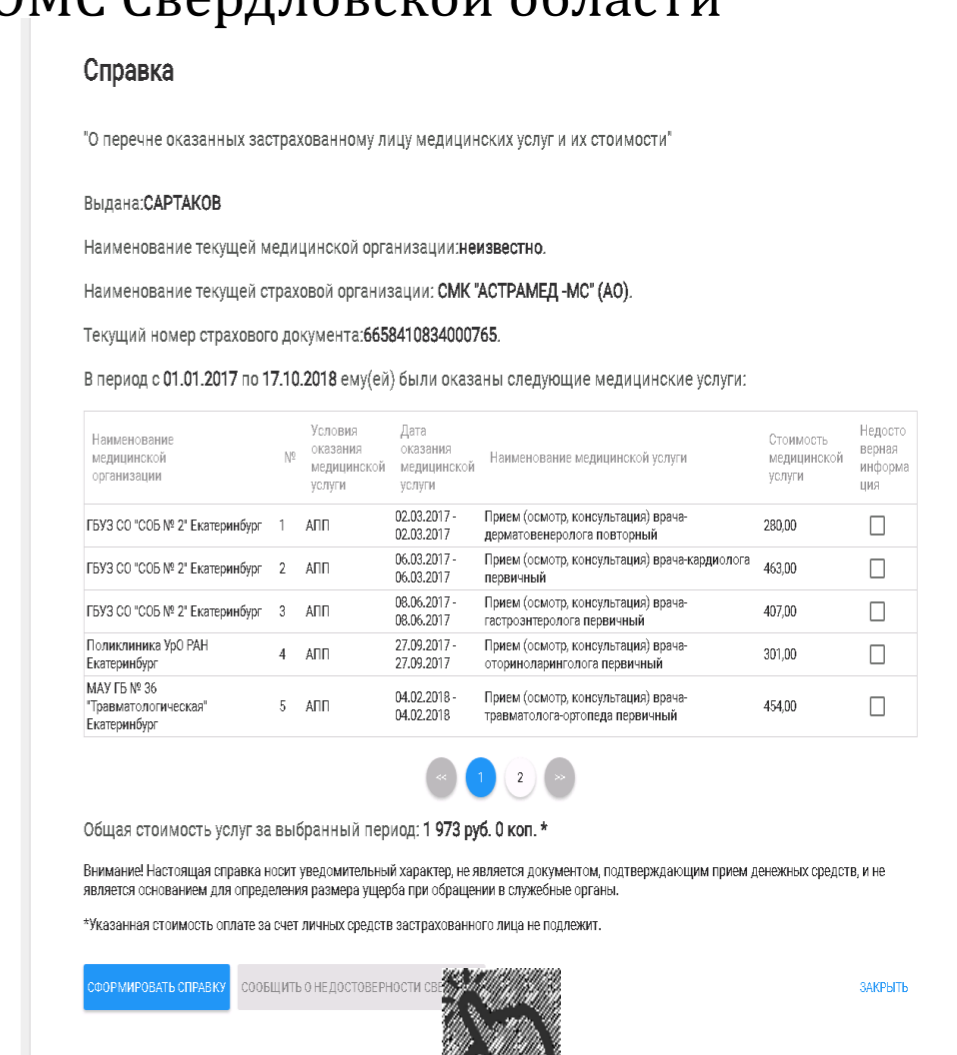 ОМС Свердловской области
Справка
"О перечне оказанных застрахованному лицу медицинских услуг и их стоимости"
Выдана:САРТАКОВ
Наименование текущей медицинской организации:неизвестно.
Наименование текущей страховой организации: СМК "АСТРАМЕД -МС" (АО).
Текущий номер страхового документа:6658410834000765.
В период с 01.01.2017 по 17.10.2018 ему(ей) были оказаны следующие медицинские услуги:
Наименование
медицинской
организации
№
Условия
оказания
медицинской
услуги
Дата
оказания
медицинской
услуги
Наименование медицинской услуги
Стоимость
медицинской
услуги
Недосто
верная
информа
ция
ГБУЗ СО "СОБ № 2" Екатеринбург
1
АПП
02.03.2017 -
02.03.2017
Прием (осмотр, консультация) врача-
дерматовенеролога повторный
280,00
ГБУЗ СО "СОБ № 2" Екатеринбург
2
АПП
06.03.2017 -
06.03.2017
Прием (осмотр, консультация) врача-кардиолога
первичный
463,00
ГБУЗ СО "СОБ № 2" Екатеринбург
3
АПП
08.06.2017 -
08.06.2017
Прием (осмотр, консультация) врача-
гастроэнтеролога первичный
407,00
Поликлиника УрО РАН
Екатеринбург
4
АПП
27.09.2017 -
27.09.2017
Прием (осмотр, консультация) врача-
оториноларинголога первичный
301,00
МАУ ГБ № 36
"Травматологическая"
Екатеринбург
5
АПП
04.02.2018 -
04.02.2018
Прием (осмотр, консультация) врача-
травматолога-ортопеда первичный
454,00
<< 1 2 >>
Общая стоимость услуг за выбранный период: 1 973 руб. 0 коп. *
Внимание! Настоящая справка носит уведомительный характер, не является документом, подтверждающим прием денежных средств, и не
является основанием для определения размера ущерба при обращении в служебные органы.
*Указанная стоимость оплате за счет личных средств застрахованного лица не подлежит.
СФОРМИРОВАТЬ СПРАВКУ
СООБЩИТЬ О НЕДОСТОВЕРНОСТИ СВЕ
ЗАКРЫТЬ